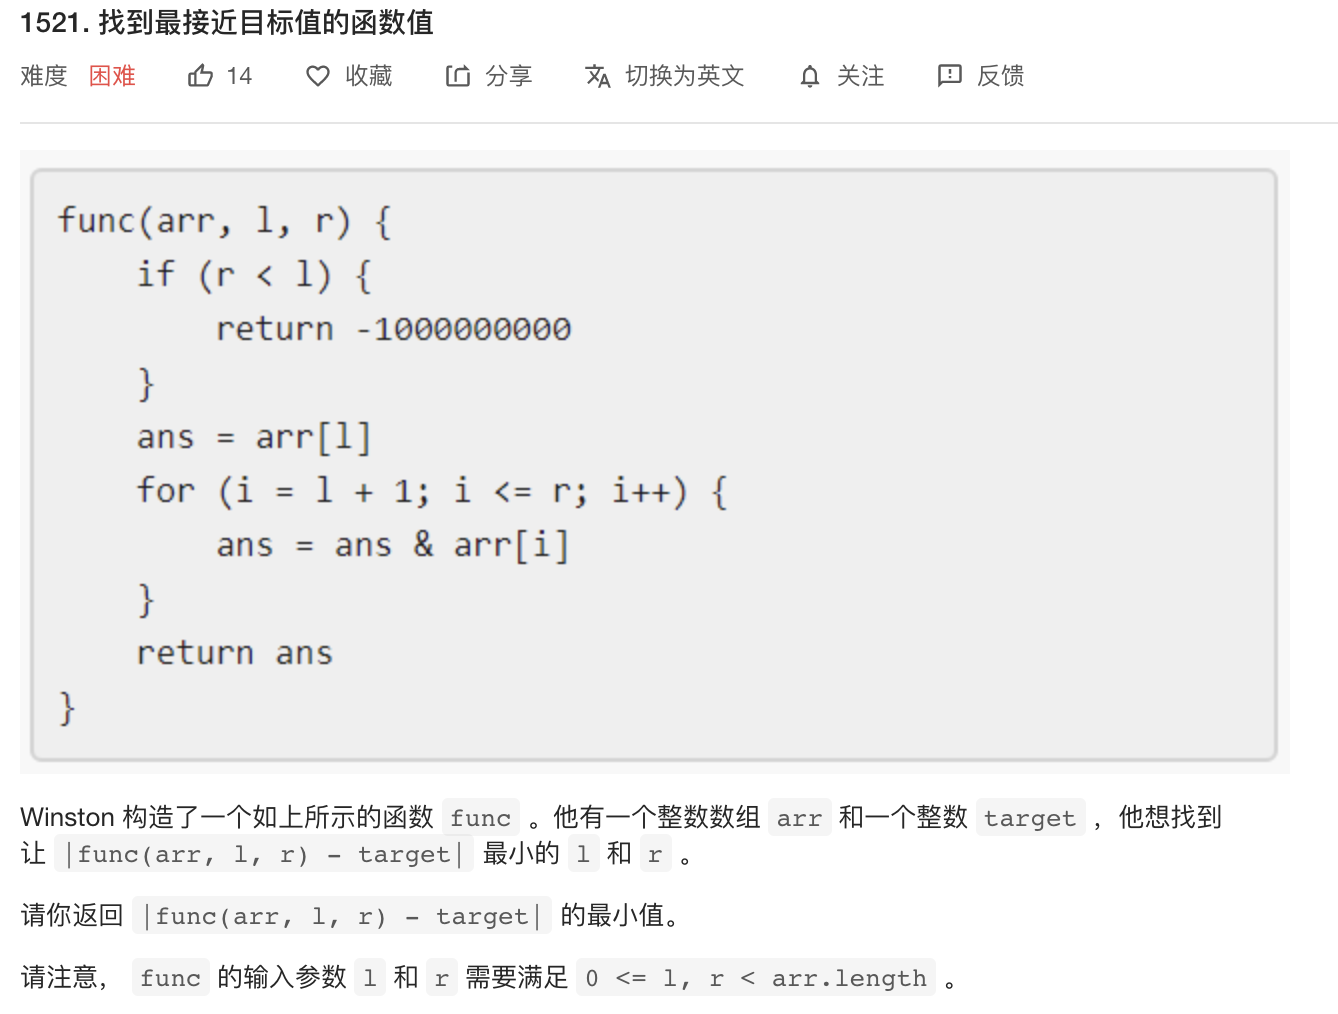 1521. 找到最接近目标值的函数值
难度 困难 14 收藏 分享 切换为英文 关注 反馈
func(arr, l, r) {
    if (r < l) {
        return -1000000000
    }
    ans = arr[l]
    for (i = l + 1; i <= r; i++) {
        ans = ans & arr[i]
    }
    return ans
}
Winston 构造了一个如上所示的函数 func 。他有一个整数数组 arr 和一个整数 target ，他想找到
让 |func(arr, l, r) - target| 最小的 l 和 r 。
请你返回 |func(arr, l, r) - target| 的最小值。
请注意， func 的输入参数 l 和 r 需要满足 0 <= l, r < arr.length 。